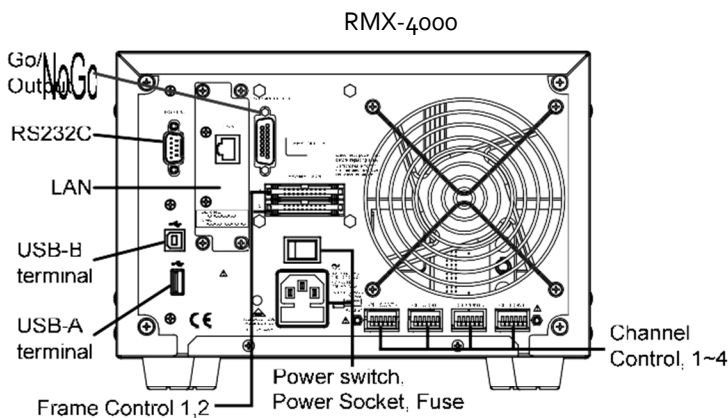 RMX-4000
Go/
NoGo
Output
RS232C
LAN
USB-B
terminal
USB-A
terminal
CE
Frame Control 1,2
Power switch,
Power Socket, Fuse
Channel
Control, 1~4